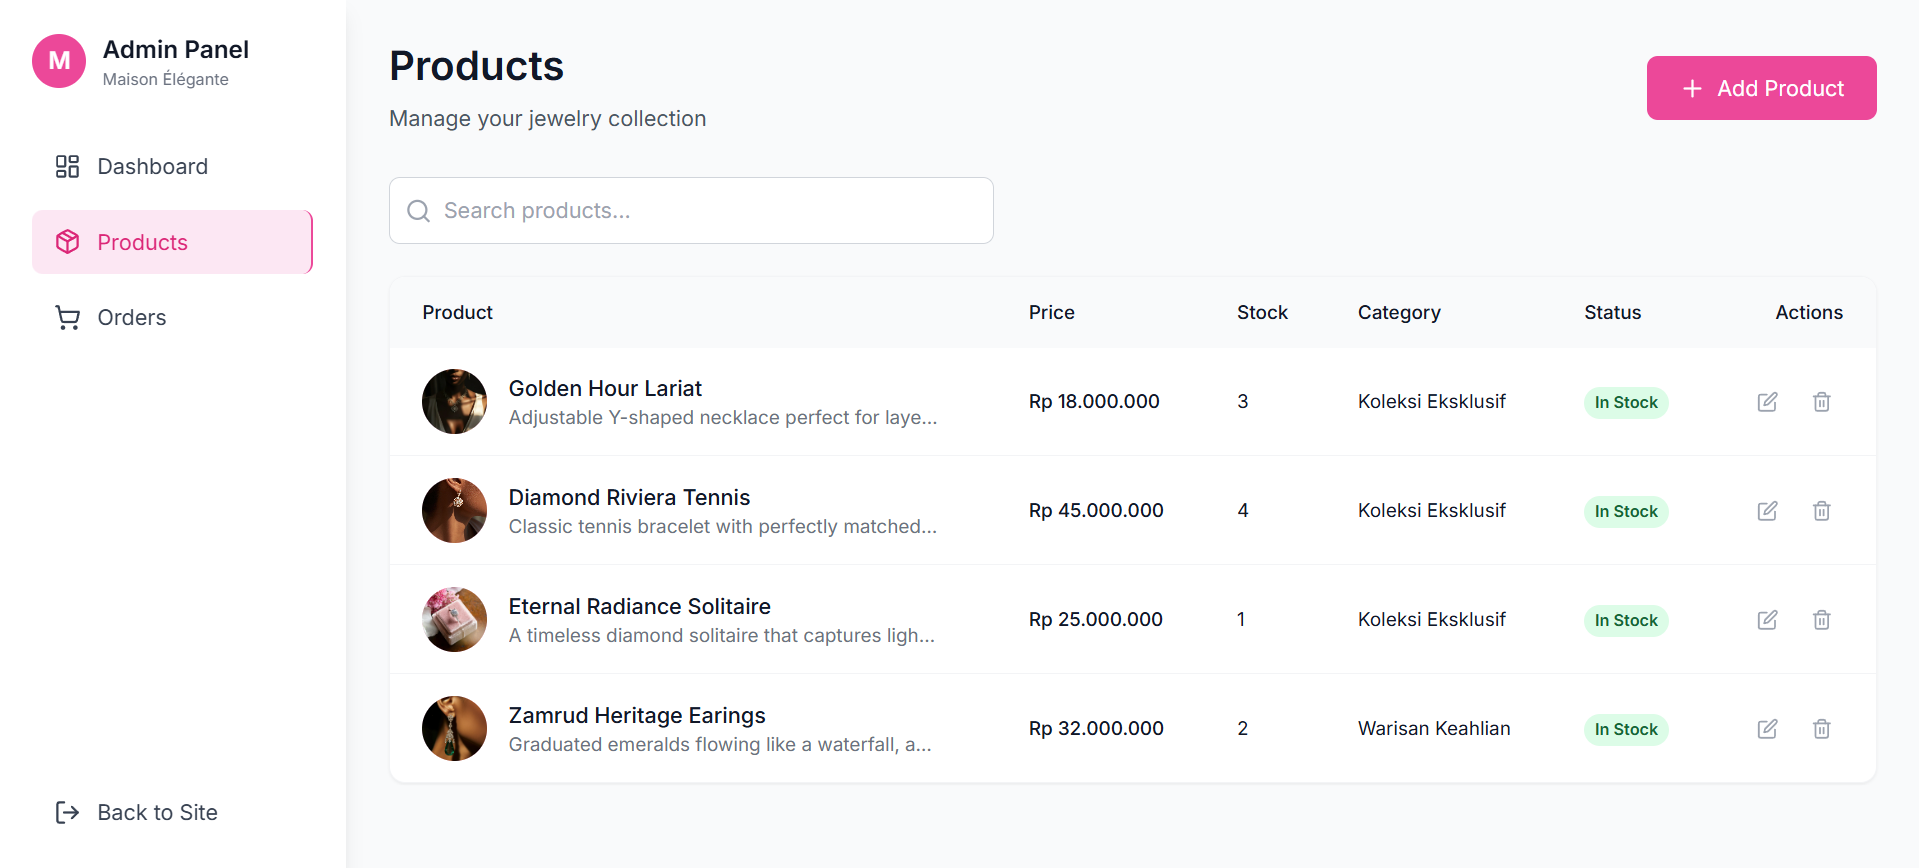 M
Admin Panel
Maison Élégante
Dashboard
Products
Orders
Back to Site
Products
Manage your jewelry collection
+ Add Product
Search products...
Product Price Stock Category Status Actions
Golden Hour Lariat
Adjustable Y-shaped necklace perfect for laye...
Rp 18.000.000 3 Koleksi Eksklusif In Stock
Diamond Riviera Tennis
Classic tennis bracelet with perfectly matched...
Rp 45.000.000 4 Koleksi Eksklusif In Stock
Eternal Radiance Solitaire
A timeless diamond solitaire that captures ligh...
Rp 25.000.000 1 Koleksi Eksklusif In Stock
Zamrud Heritage Earings
Graduated emeralds flowing like a waterfall, a...
Rp 32.000.000 2 Warisan Keahlian In Stock